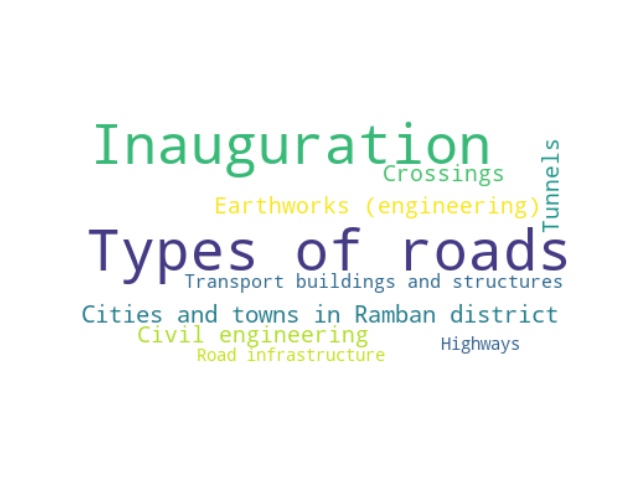 Inauguration
Tunnels
Crossings
Earthworks (engineering)
Types of roads
Transport buildings and structures
Cities and towns in Ramban district
Civil engineering
Highways
Road infrastructure